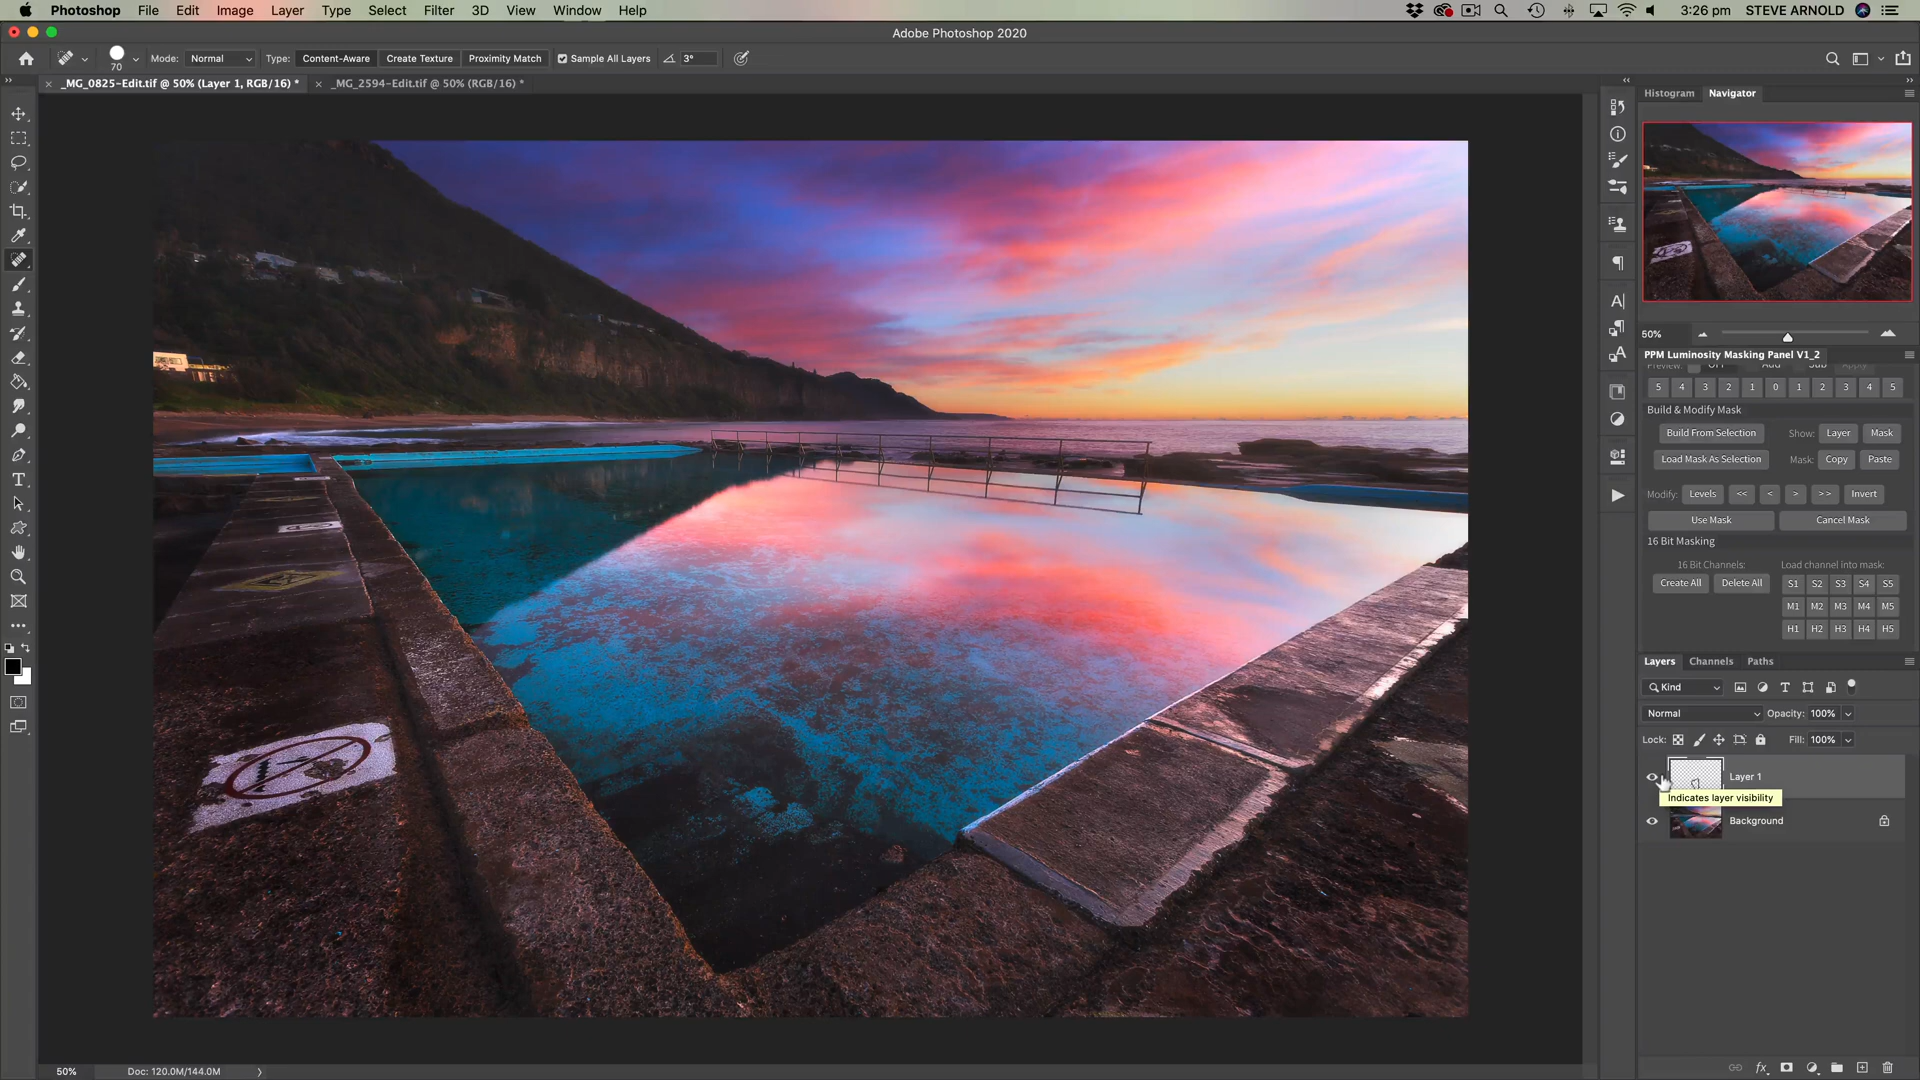 Photoshop File Edit Image Layer Type Select Filter 3D View Window Help 3:26 pm STEVE ARNOLD
Adobe Photoshop 2020
70 Mode: Normal Type: Content-Aware Create Texture Proximity Match Sample All Layers 3°
_MG_0825-Edit.tif @ 50% (Layer 1, RGB/16) * _MG_2594-Edit.tif @ 50% (RGB/16) *
Histogram Navigator
50%
PPM Luminosity Masking Panel V1_2
Preview: Off Add Sub Apply
5 4 3 2 1 0 1 2 3 4 5
Build & Modify Mask
Build From Selection Show: Layer Mask
Load Mask As Selection Mask: Copy Paste
Modify: Levels << < > >> Invert
Use Mask Cancel Mask
16 Bit Masking
16 Bit Channels: Load channel into mask:
Create All Delete All S1 S2 S3 S4 S5
M1 M2 M3 M4 M5
H1 H2 H3 H4 H5
Layers Channels Paths
Kind
Normal Opacity: 100%
Lock: Fill: 100%
Layer 1
Indicates layer visibility
Background
50% Doc: 120.0M/144.0M